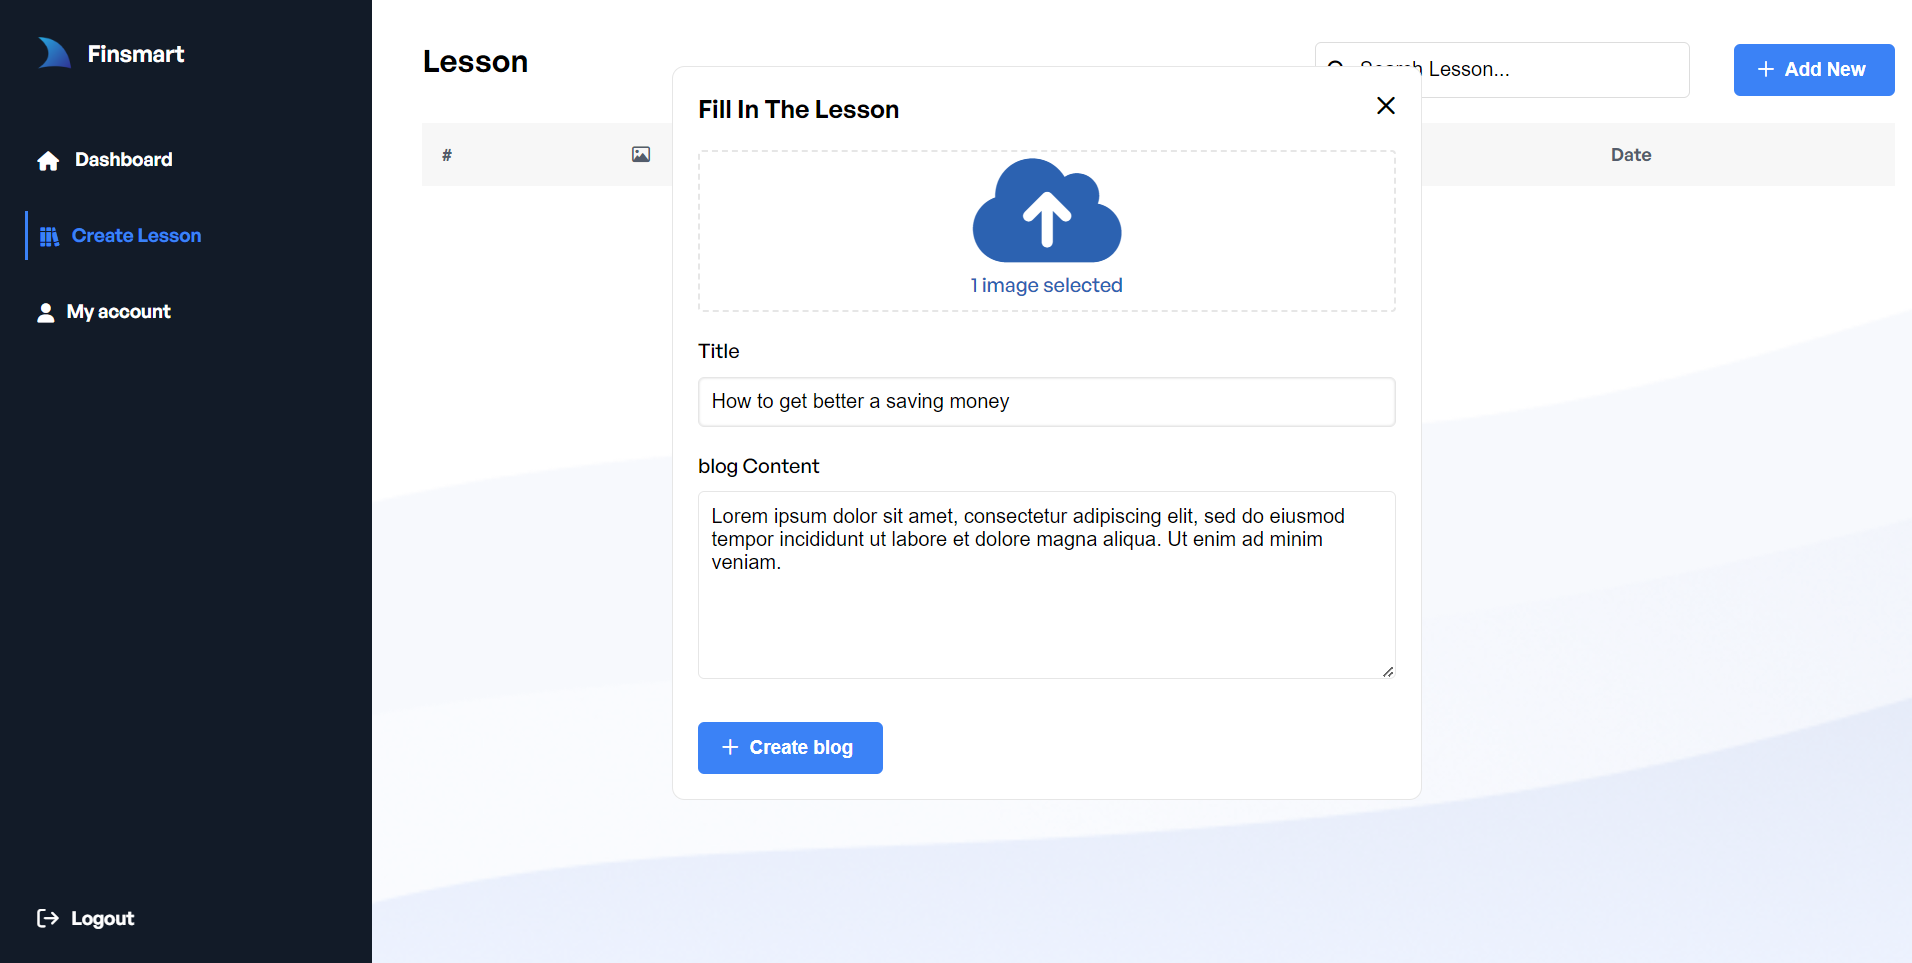 Finsmart
Dashboard
Create Lesson
My account
Logout
Lesson
Lesson...
Add New
#
Date
Fill In The Lesson
1 image selected
Title
How to get better a saving money
blog Content
Lorem ipsum dolor sit amet, consectetur adipiscing elit, sed do eiusmod
tempor incididunt ut labore et dolore magna aliqua. Ut enim ad minim
veniam.
Create blog